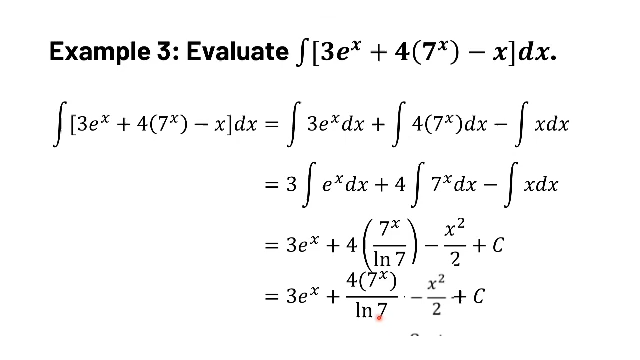 Example 3: Evaluate ∫[3eˣ + 4(7ˣ) − x]dx.
∫[3eˣ + 4(7ˣ) − x]dx = ∫ 3eˣdx + ∫ 4(7ˣ)dx − ∫ xdx
= 3 ∫ eˣdx + 4 ∫ 7ˣdx − ∫ xdx
= 3eˣ + 4(7ˣ/ln 7) − x²/2 + C
= 3eˣ + 4(7ˣ)/ln 7 − x²/2 + C